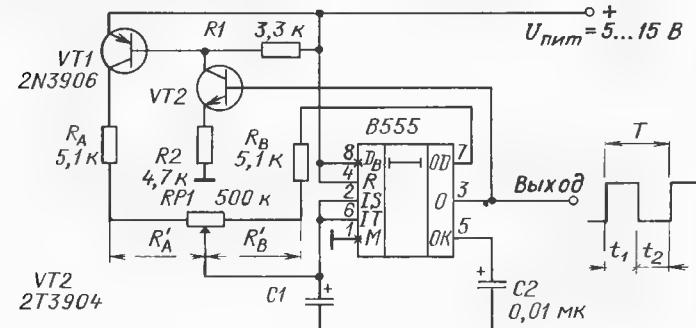 R1 3,3 к
+
Uпит = 5...15 В
VT1
2N3906
VT2
B555
RA
5,1 к
R2
4,7 к
RB
5,1 к
8 DB OD 7
4 R
2 IS O 3
6 IT
1 M OK 5
Выход
T
t1 t2
RP1 500 к
R'A R'B
VT2
2T3904
C1
+
+
C2
0,01 мк